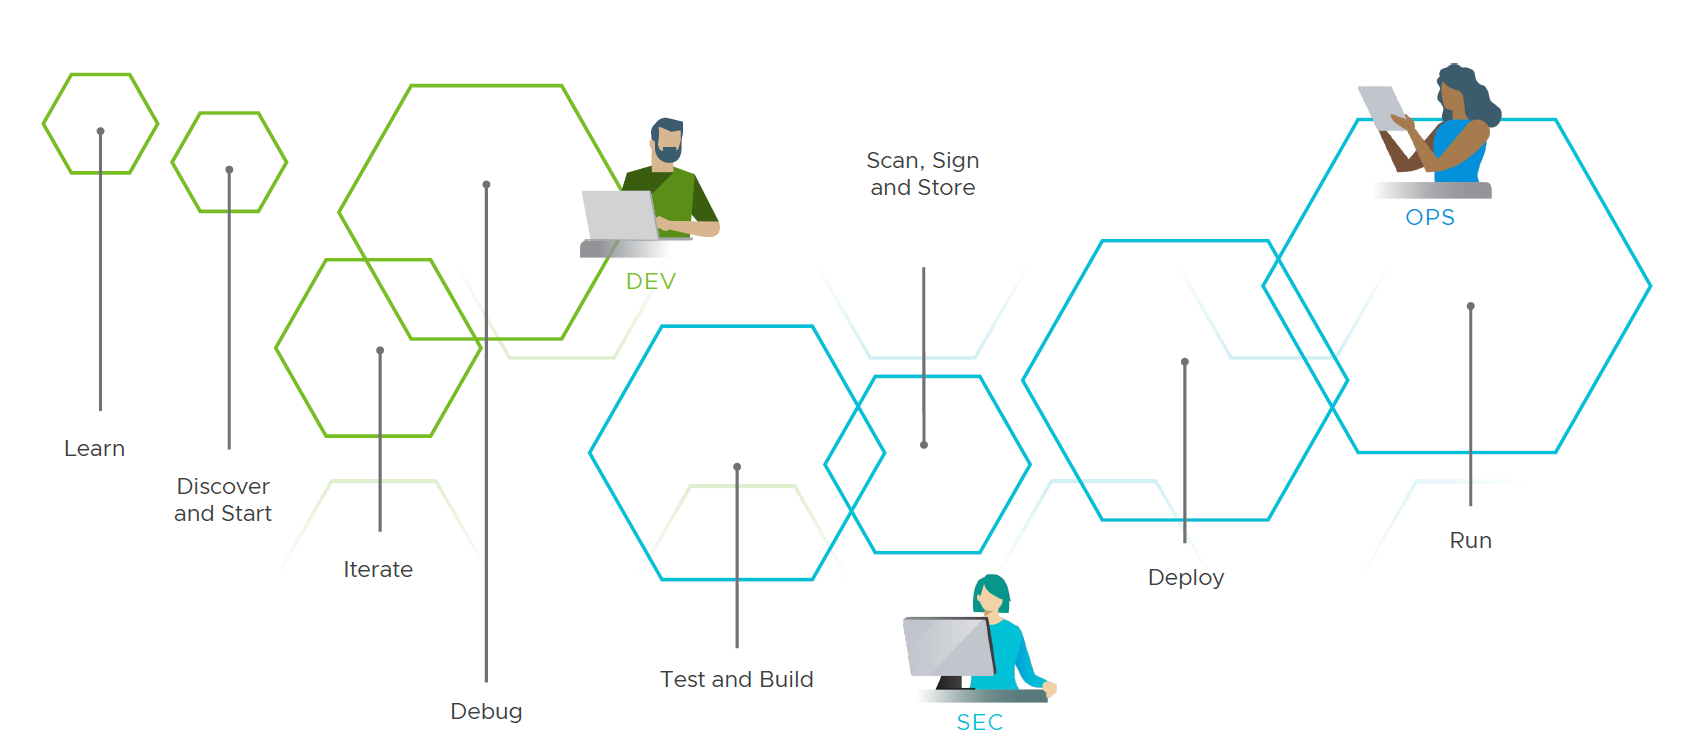 Learn
Discover
and Start
Iterate
Debug
DEV
Test and Build
Scan, Sign
and Store
SEC
Deploy
OPS
Run